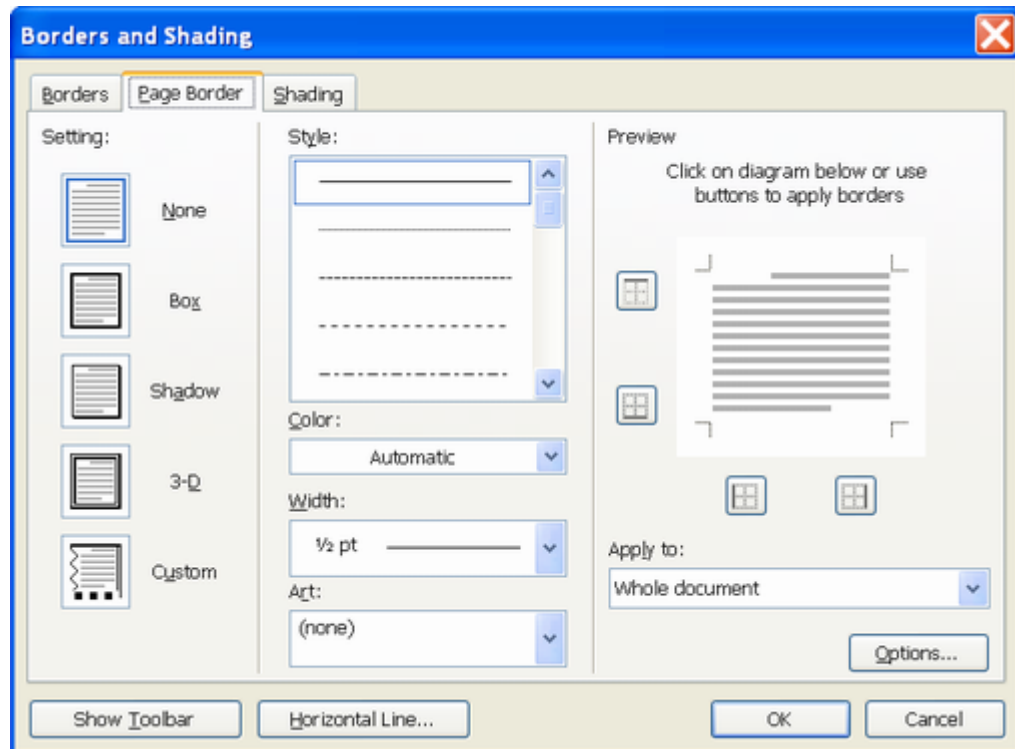 Borders and Shading
Borders
Page Border
Shading
Setting:
None
Box
Shadow
3-D
Custom
Style:
Color:
Automatic
Width:
½ pt
Art:
(none)
Preview
Click on diagram below or use
buttons to apply borders
Apply to:
Whole document
Options...
Show Toolbar
Horizontal Line...
OK
Cancel